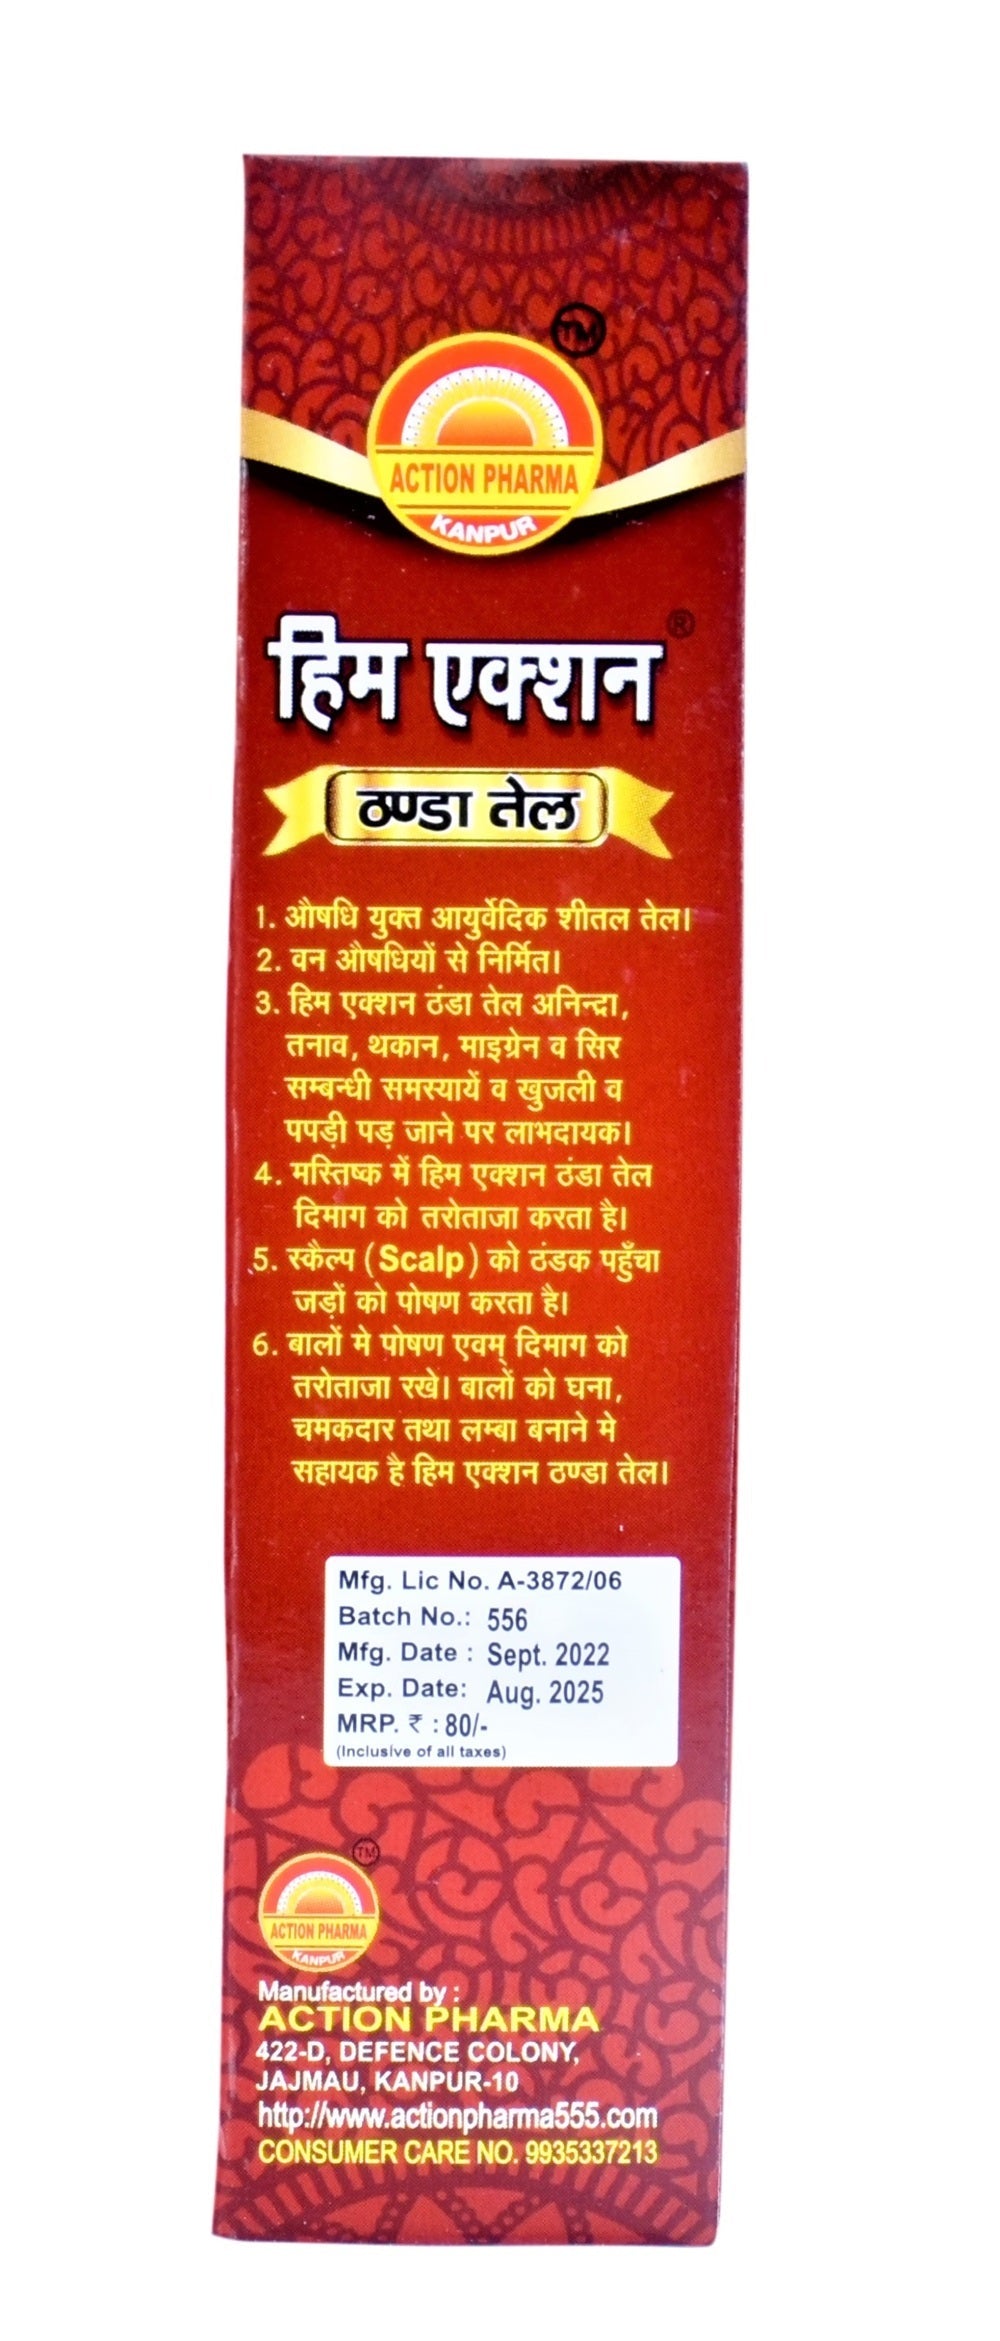 TM
ACTION PHARMA
KANPUR
हिम एक्शन ®
ठण्डा तेल
1. औषधि युक्त आयुर्वेदिक शीतल तेल।
2. वन औषधियों से निर्मित।
3. हिम एक्शन ठंडा तेल अनिन्द्रा,
तनाव, थकान, माइग्रेन व सिर
सम्बन्धी समस्यायें व खुजली व
पपड़ी पड़ जाने पर लाभदायक।
4. मस्तिष्क में हिम एक्शन ठंडा तेल
दिमाग को तरोताजा करता है।
5. स्कैल्प (Scalp) को ठंडक पहुँचा
जड़ों को पोषण करता है।
6. बालों मे पोषण एवम् दिमाग को
तरोताजा रखे। बालों को घना,
चमकदार तथा लम्बा बनाने मे
सहायक है हिम एक्शन ठण्डा तेल।
Mfg. Lic No. A-3872/06
Batch No.: 556
Mfg. Date : Sept. 2022
Exp. Date: Aug. 2025
MRP. ₹ : 80/-
(Inclusive of all taxes)
TM
ACTION PHARMA
KANPUR
Manufactured by :
ACTION PHARMA
422-D, DEFENCE COLONY,
JAJMAU, KANPUR-10
http://www.actionpharma555.com
CONSUMER CARE NO. 9935337213